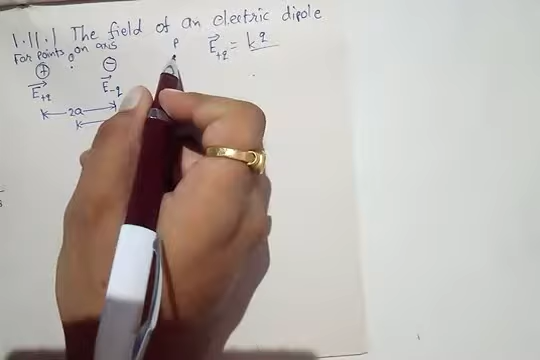 1.11.1 The field of an electric dipole
For points on axis
O P E⃗+q = kq
+ −
E⃗+q E⃗-q
2a